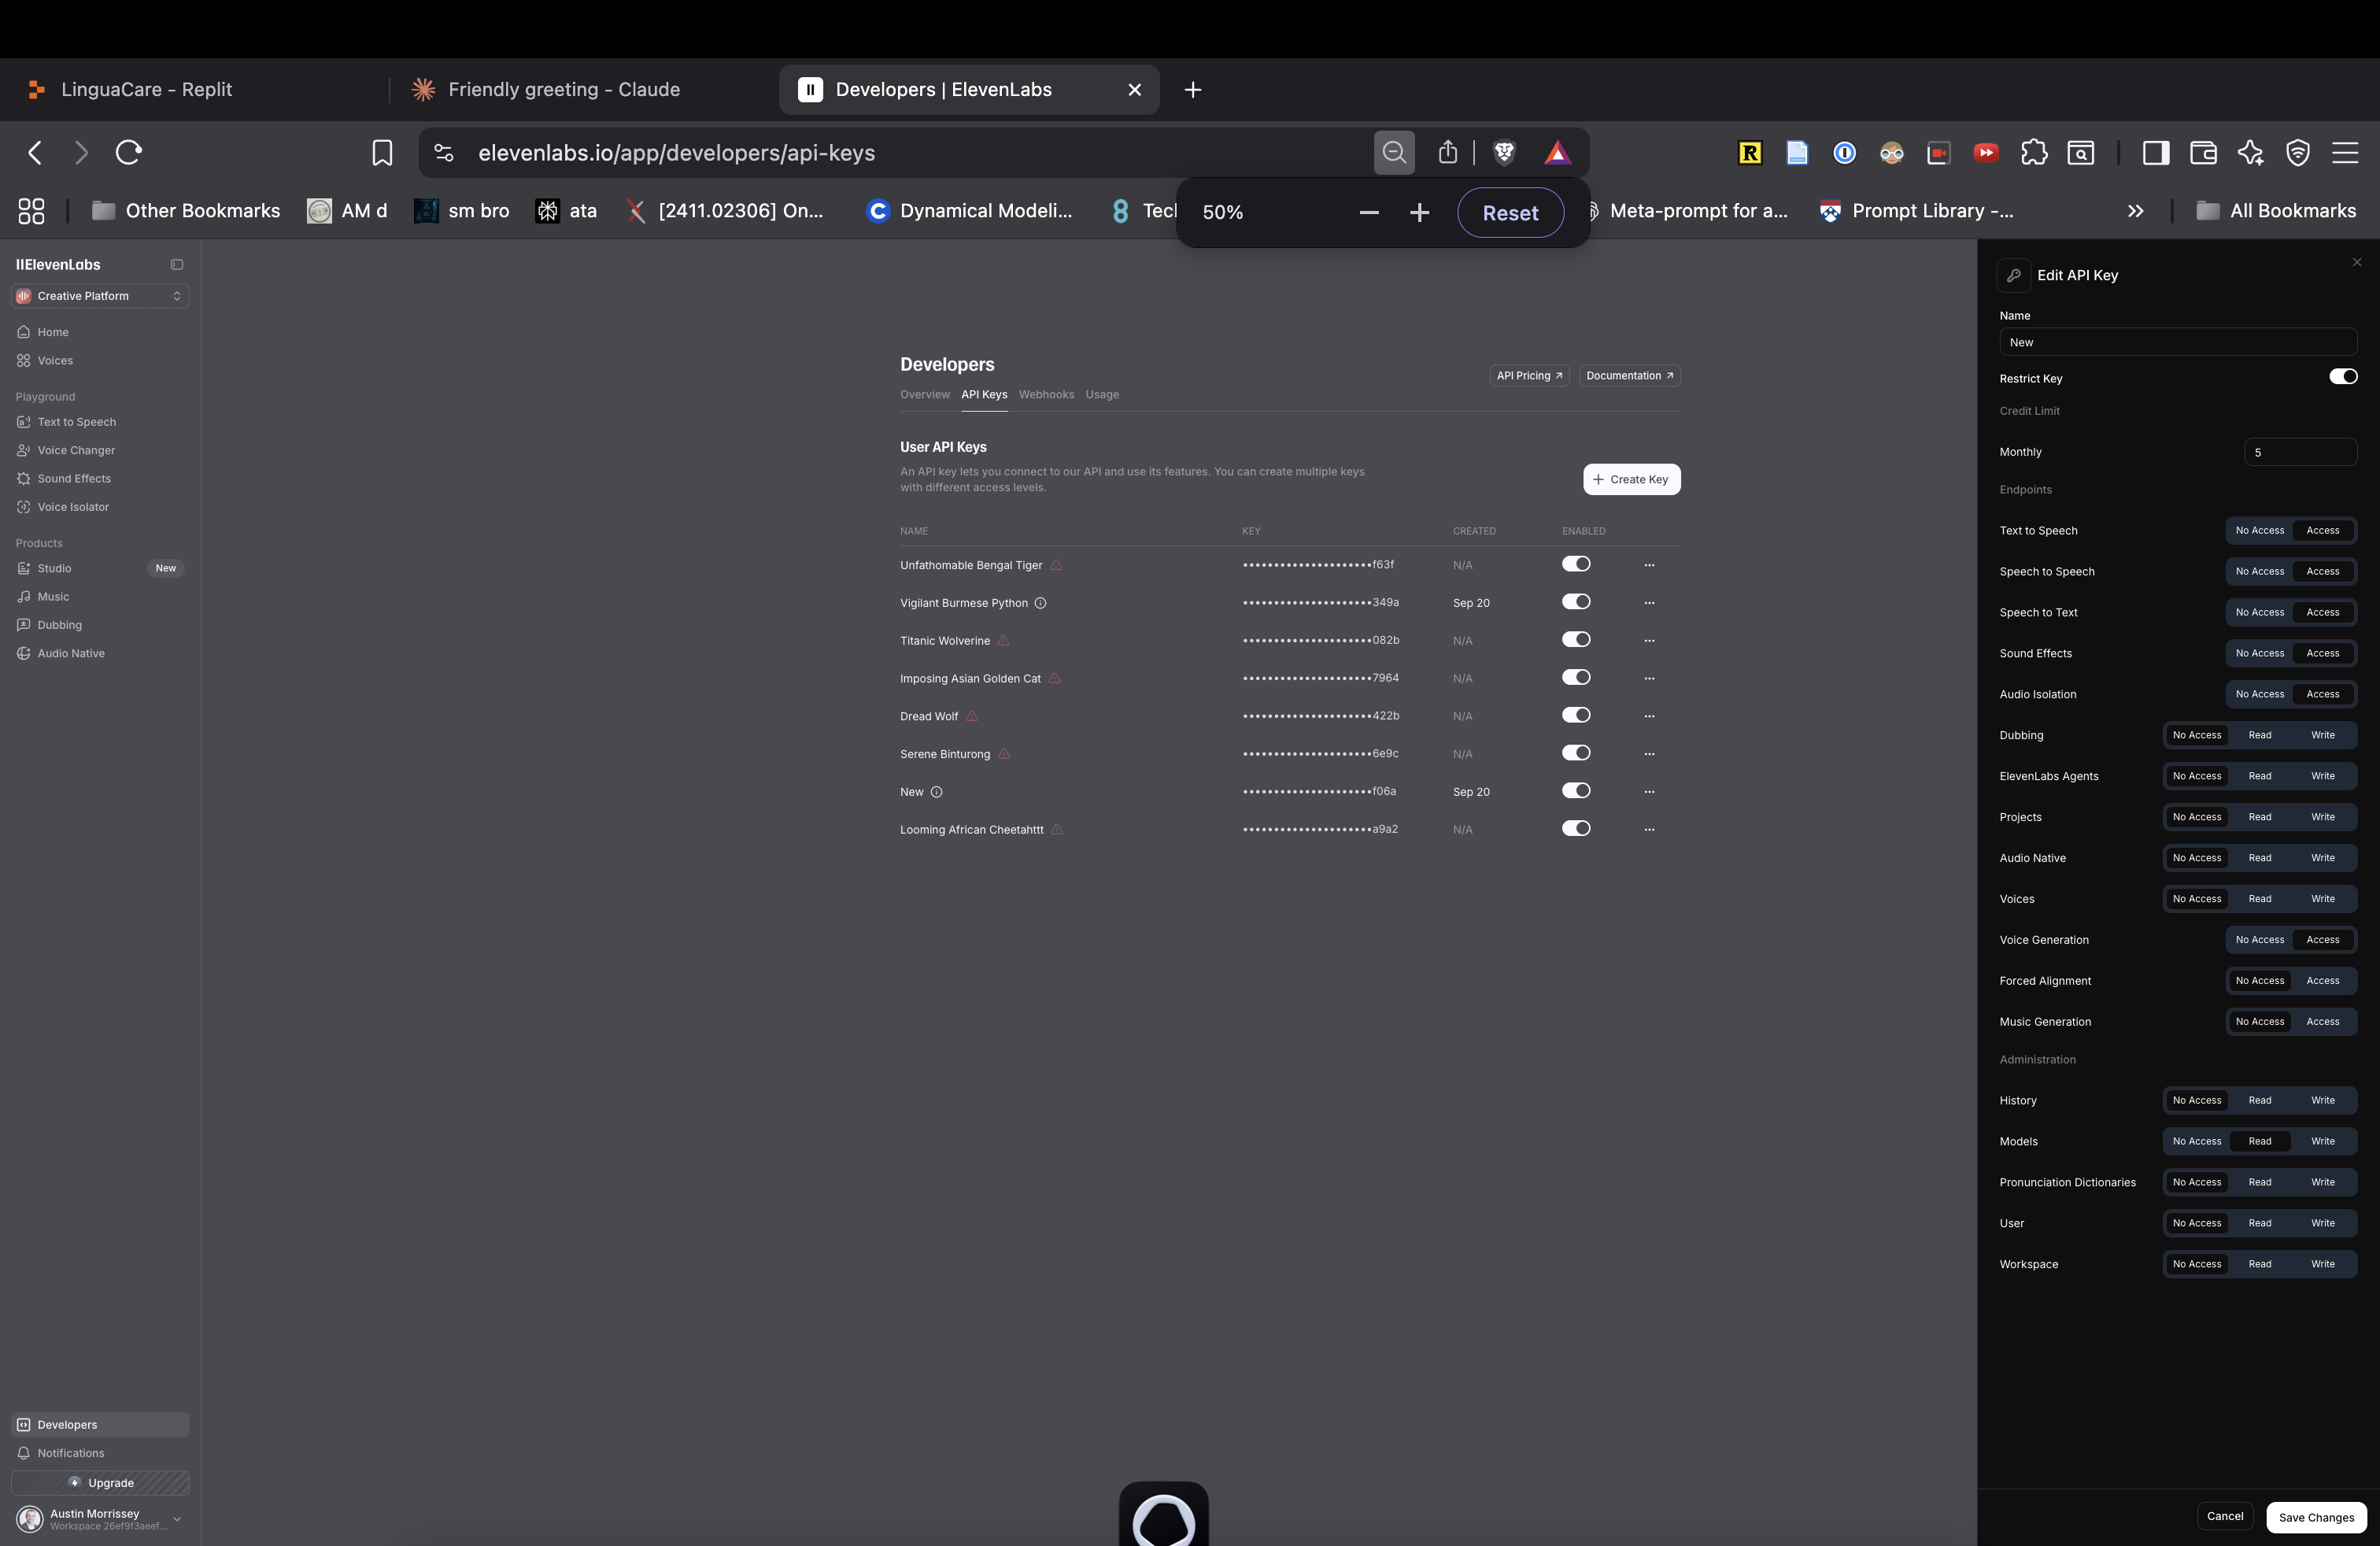 LinguaCare - Replit
Friendly greeting - Claude
Developers | ElevenLabs
elevenlabs.io/app/developers/api-keys
Other Bookmarks
AM d
sm bro
ata
[2411.02306] On...
Dynamical Modeli...
Tecl
50%
Reset
Meta-prompt for a...
Prompt Library -...
All Bookmarks
IIElevenLabs
Creative Platform
Home
Voices
Playground
Text to Speech
Voice Changer
Sound Effects
Voice Isolator
Products
Studio New
Music
Dubbing
Audio Native
Developers
Notifications
Upgrade
Austin Morrissey
Workspace 26ef9f3aeef...
Developers
API Pricing
Documentation
Overview API Keys Webhooks Usage
User API Keys
An API key lets you connect to our API and use its features. You can create multiple keys
with different access levels.
Create Key
NAME KEY CREATED ENABLED
Unfathomable Bengal Tiger ••••••••••••••••••••f63f N/A
Vigilant Burmese Python ••••••••••••••••••••349a Sep 20
Titanic Wolverine ••••••••••••••••••••082b N/A
Imposing Asian Golden Cat ••••••••••••••••••••7964 N/A
Dread Wolf ••••••••••••••••••••422b N/A
Serene Binturong ••••••••••••••••••••6e9c N/A
New ••••••••••••••••••••f06a Sep 20
Looming African Cheetahttt ••••••••••••••••••••a9a2 N/A
Edit API Key
Name
New
Restrict Key
Credit Limit
Monthly 5
Endpoints
Text to Speech No Access Access
Speech to Speech No Access Access
Speech to Text No Access Access
Sound Effects No Access Access
Audio Isolation No Access Access
Dubbing No Access Read Write
ElevenLabs Agents No Access Read Write
Projects No Access Read Write
Audio Native No Access Read Write
Voices No Access Read Write
Voice Generation No Access Access
Forced Alignment No Access Access
Music Generation No Access Access
Administration
History No Access Read Write
Models No Access Read Write
Pronunciation Dictionaries No Access Read Write
User No Access Read Write
Workspace No Access Read Write
Cancel
Save Changes